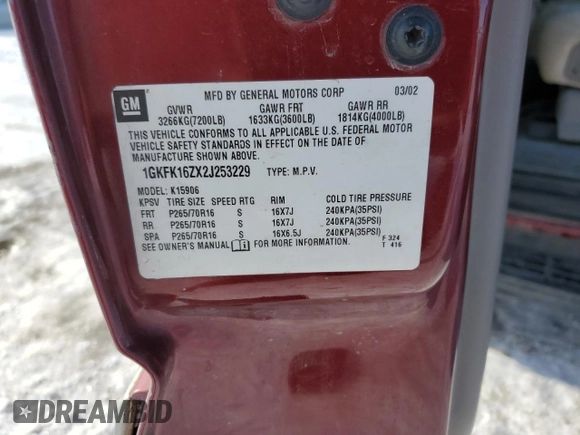 GM
MFD BY GENERAL MOTORS CORP 03/02
GVWR GAWR FRT GAWR RR
3266KG(7200LB) 1633KG(3600LB) 1814KG(4000LB)
THIS VEHICLE CONFORMS TO ALL APPLICABLE U.S. FEDERAL MOTOR
VEHICLE SAFETY STANDARDS IN EFFECT ON THE DATE OF
MANUFACTURE SHOWN ABOVE.
1GKFK16ZX2J253229 TYPE: M.P.V.
MODEL: K15906
KPSV TIRE SIZE SPEED RTG RIM COLD TIRE PRESSURE
FRT P265/70R16 S 16X7J 240KPA(35PSI)
RR P265/70R16 S 16X7J 240KPA(35PSI)
SPA P265/70R16 S 16X6.5J 240KPA(35PSI)
SEE OWNER'S MANUAL FOR MORE INFORMATION. F 324
T 416
DREAMBID